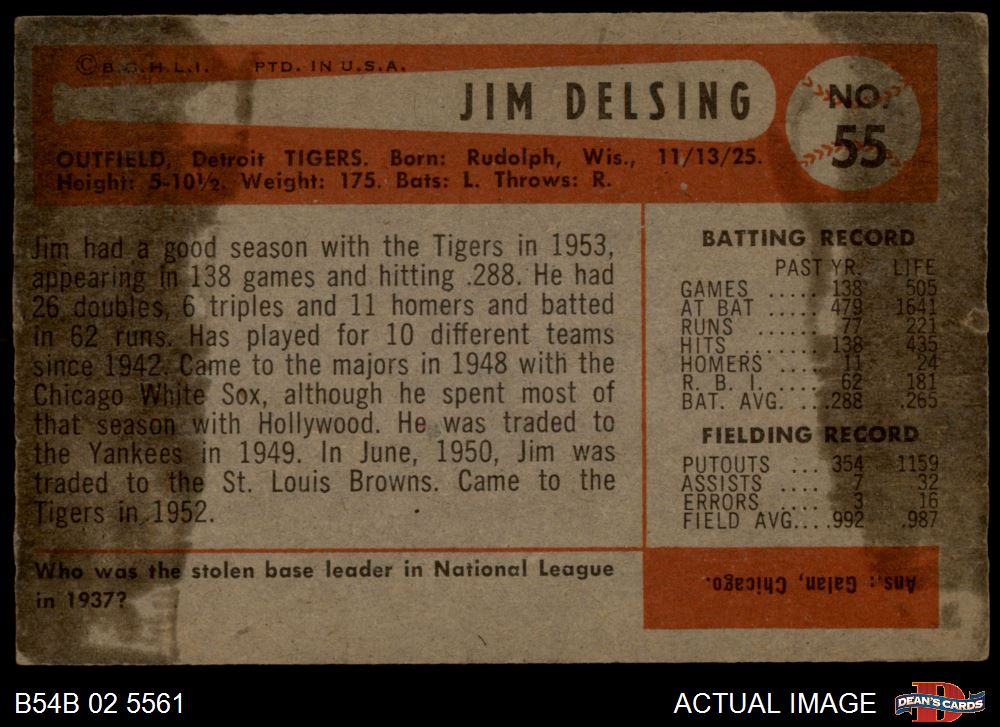 © B.G.H.L.I. PTD. IN U.S.A.
JIM DELSING
NO.
55
OUTFIELD, Detroit TIGERS. Born: Rudolph, Wis., 11/13/25.
Height: 5-10½. Weight: 175. Bats: L. Throws: R.
Jim had a good season with the Tigers in 1953,
appearing in 138 games and hitting .288. He had
26 doubles, 6 triples and 11 homers and batted
in 62 runs. Has played for 10 different teams
since 1942. Came to the majors in 1948 with the
Chicago White Sox, although he spent most of
that season with Hollywood. He was traded to
the Yankees in 1949. In June, 1950, Jim was
traded to the St. Louis Browns. Came to the
Tigers in 1952.
BATTING RECORD
PAST YR. LIFE
GAMES ..... 138 505
AT BAT ..... 479 1641
RUNS ...... 77 221
HITS ....... 138 435
HOMERS .... 11 24
R. B. I. .... 62 181
BAT. AVG. ...288 .265
FIELDING RECORD
PUTOUTS ... 354 1159
ASSISTS .... 7 32
ERRORS .... 3 16
FIELD AVG....992 .987
Who was the stolen base leader in National League
in 1937?
Ans.: Galan, Chicago.
B54B 02 5561
ACTUAL IMAGE
D
DEAN'S CARDS